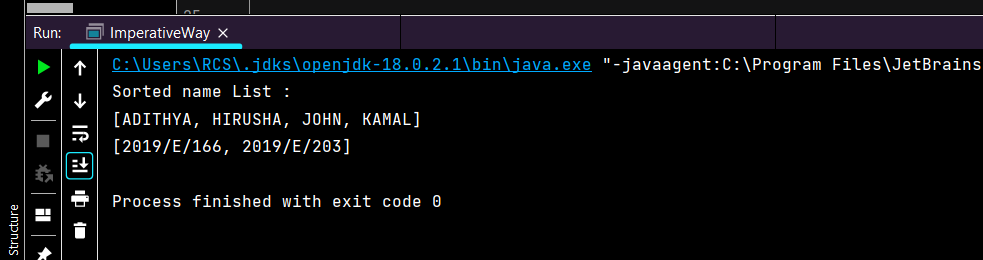 Run: ImperativeWay
C:\Users\RCS\.jdks\openjdk-18.0.2.1\bin\java.exe "-javaagent:C:\Program Files\JetBrains
Sorted name List :
[ADITHYA, HIRUSHA, JOHN, KAMAL]
[2019/E/166, 2019/E/203]
Process finished with exit code 0
Structure